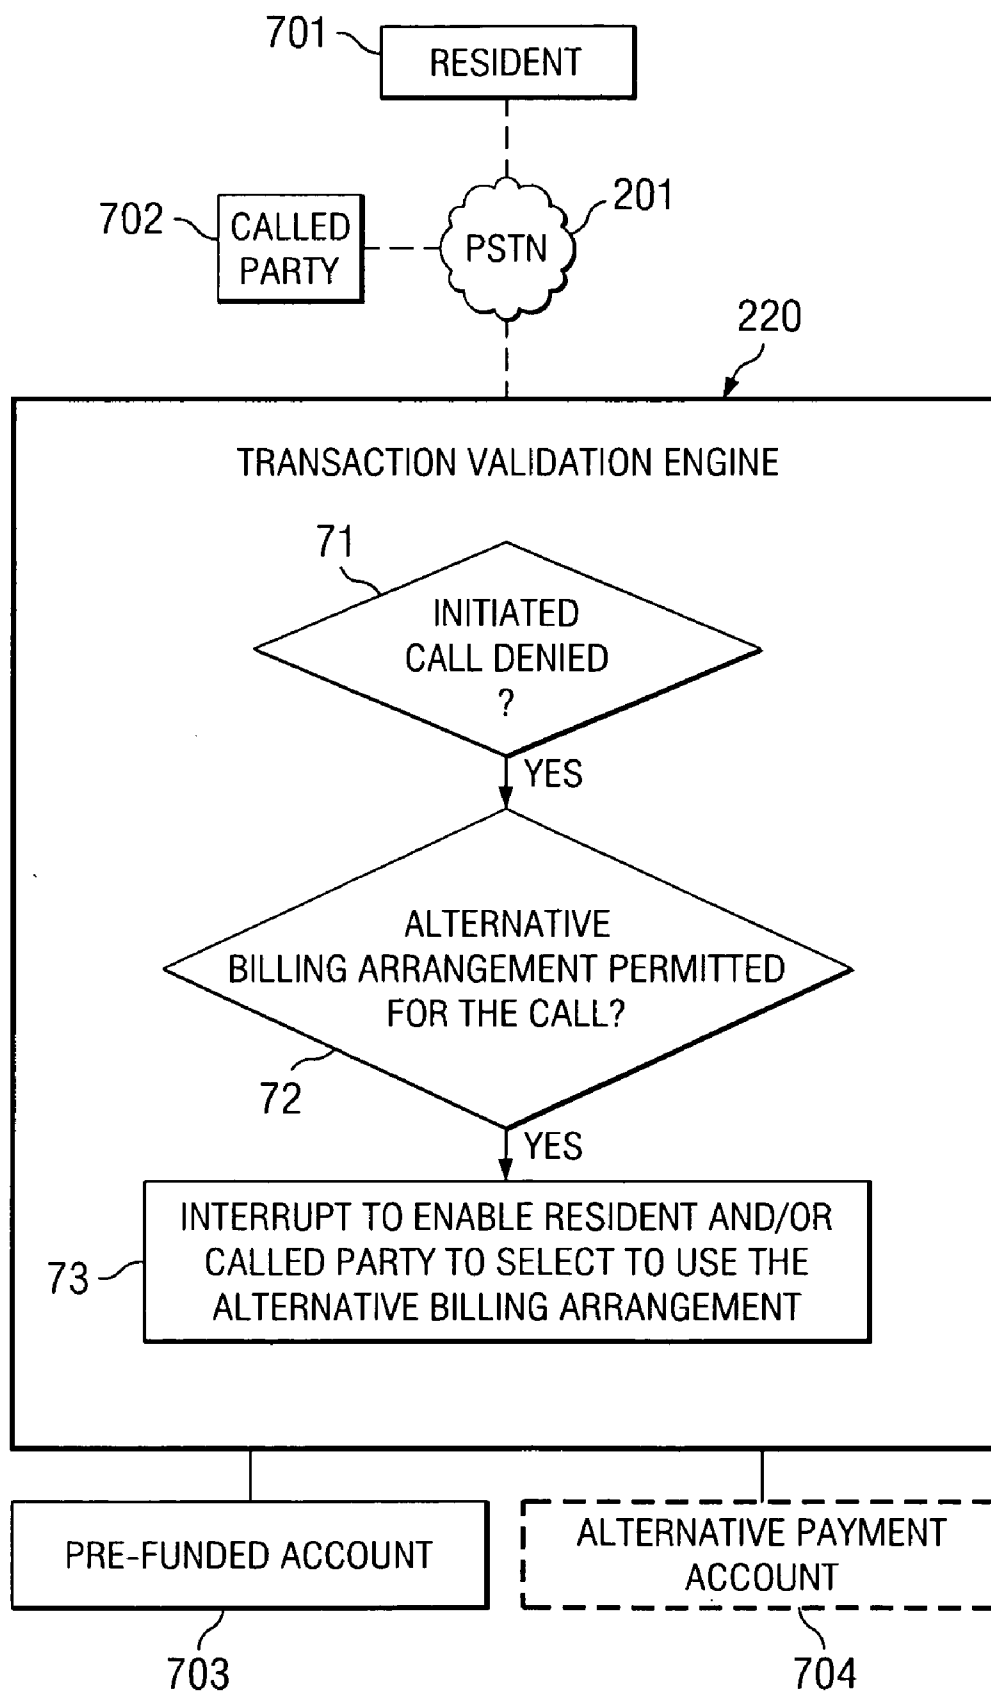 701
RESIDENT
702
CALLED
PARTY
PSTN
201
220
TRANSACTION VALIDATION ENGINE
71
INITIATED
CALL DENIED
?
YES
ALTERNATIVE
BILLING ARRANGEMENT PERMITTED
FOR THE CALL?
72
YES
73
INTERRUPT TO ENABLE RESIDENT AND/OR
CALLED PARTY TO SELECT TO USE THE
ALTERNATIVE BILLING ARRANGEMENT
PRE-FUNDED ACCOUNT
703
ALTERNATIVE PAYMENT
ACCOUNT
704